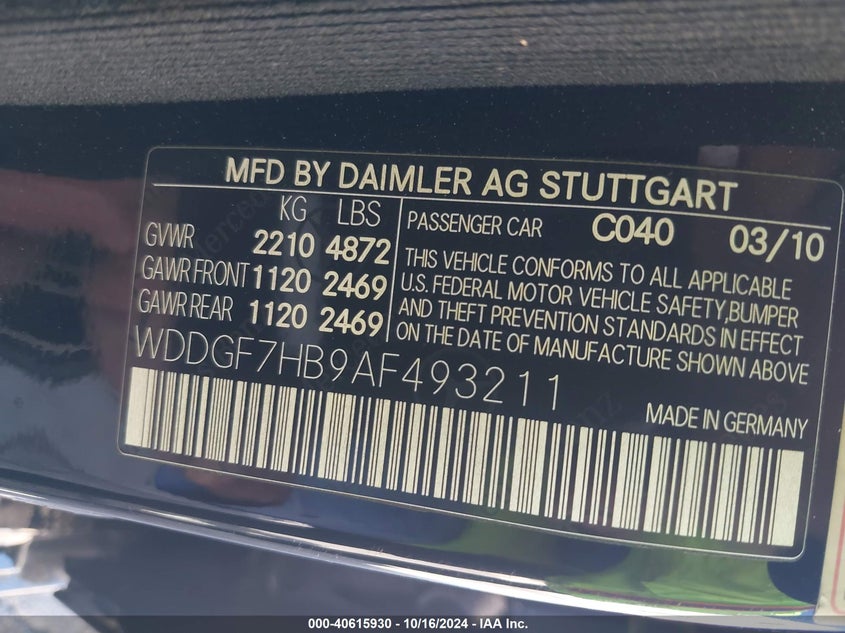 MFD BY DAIMLER AG STUTTGART
KG LBS
GVWR 2210 4872
GAWR FRONT 1120 2469
GAWR REAR 1120 2469
PASSENGER CAR C040 03/10
THIS VEHICLE CONFORMS TO ALL APPLICABLE
U.S. FEDERAL MOTOR VEHICLE SAFETY,BUMPER
AND THEFT PREVENTION STANDARDS IN EFFECT
ON THE DATE OF MANUFACTURE SHOWN ABOVE
WDDGF7HB9AF493211
MADE IN GERMANY
000-40615930 - 10/16/2024 - IAA Inc.